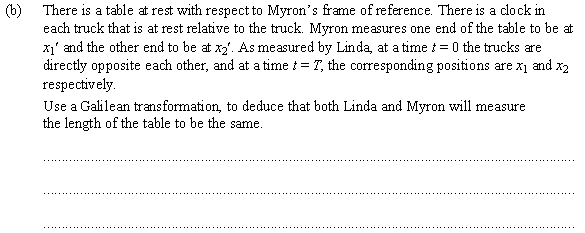 (b) There is a table at rest with respect to Myron's frame of reference. There is a clock in
each truck that is at rest relative to the truck. Myron measures one end of the table to be at
x₁′ and the other end to be at x₂′. As measured by Linda, at a time t = 0 the trucks are
directly opposite each other, and at a time t = T, the corresponding positions are x₁ and x₂
respectively.
Use a Galilean transformation, to deduce that both Linda and Myron will measure
the length of the table to be the same.